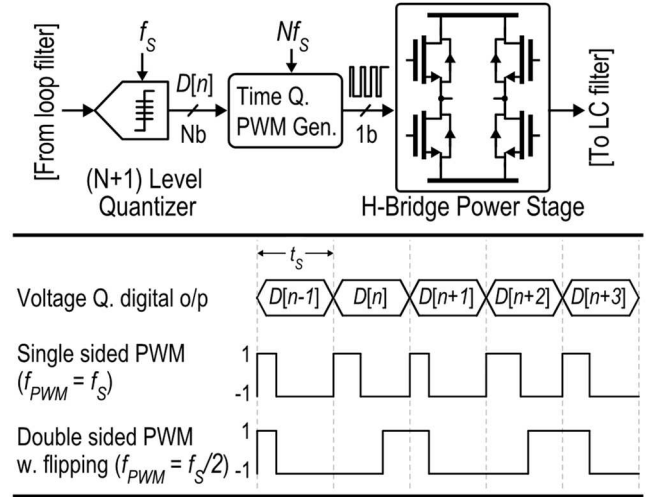 f_S
Nf_S
[From loop filter]
D[n]
Nb
Time Q.
PWM Gen.
1b
[To LC filter]
(N+1) Level
Quantizer
H-Bridge Power Stage
t_S
Voltage Q. digital o/p
D[n-1] D[n] D[n+1] D[n+2] D[n+3]
Single sided PWM
(f_PWM = f_S)
1
-1
Double sided PWM
w. flipping (f_PWM = f_S/2)
1
-1